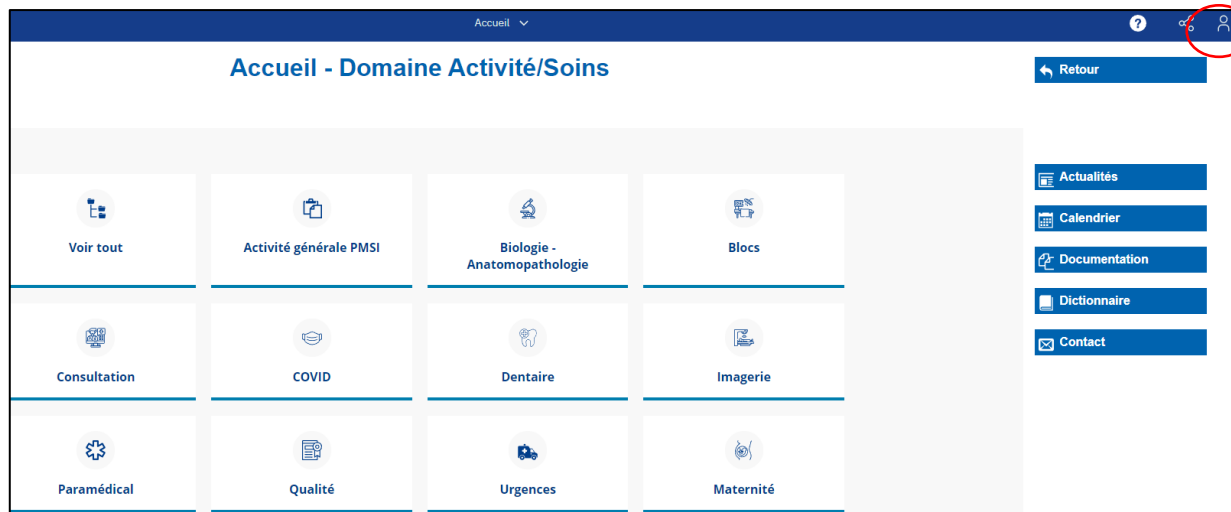 Accueil
?
Accueil - Domaine Activité/Soins
Retour
Actualités
Calendrier
Documentation
Dictionnaire
Contact
Voir tout
Activité générale PMSI
Biologie -
Anatomopathologie
Blocs
Consultation
COVID
Dentaire
Imagerie
Paramédical
Qualité
Urgences
Maternité